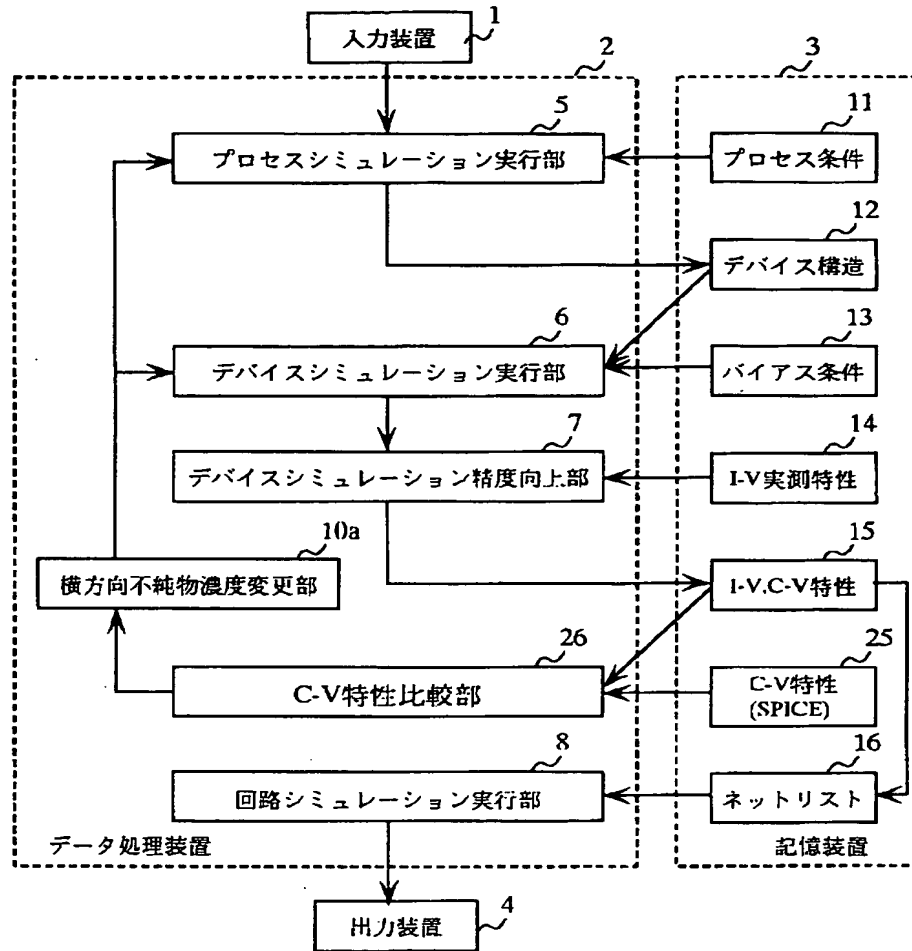 1
入力装置
2
3
5
プロセスシミュレーション実行部
11
プロセス条件
12
デバイス構造
6
デバイスシミュレーション実行部
13
バイアス条件
7
デバイスシミュレーション精度向上部
14
I-V実測特性
10a
横方向不純物濃度変更部
15
I-V.C-V特性
26
C-V特性比較部
25
C-V特性
(SPICE)
8
回路シミュレーション実行部
16
ネットリスト
データ処理装置
記憶装置
出力装置
4